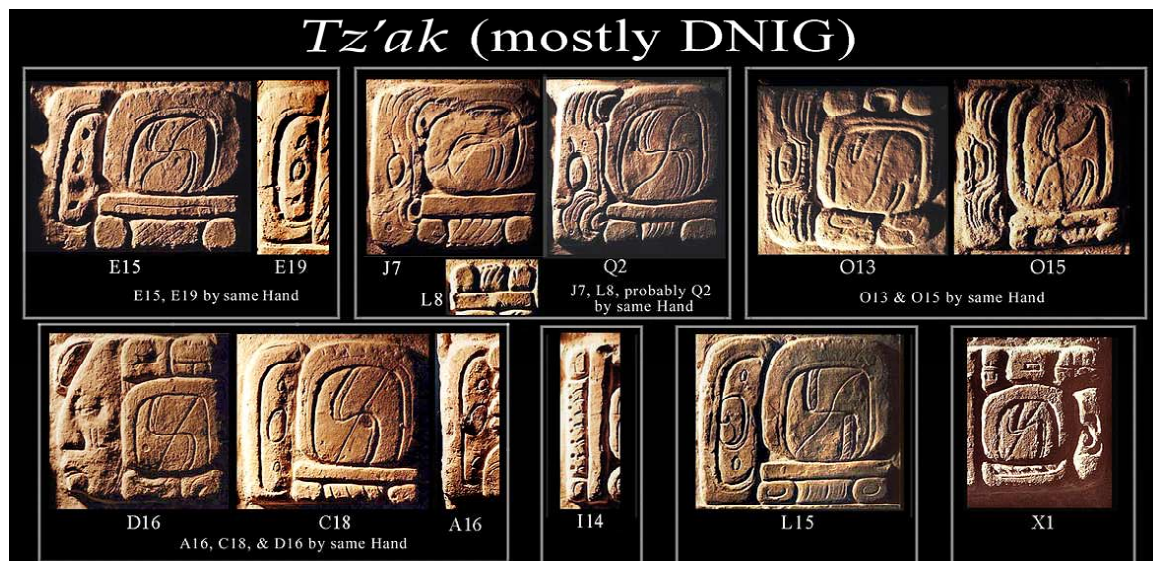 Tz'ak (mostly DNIG)
E15 E19
E15, E19 by same Hand
J7 Q2
L8
J7, L8, probably Q2
by same Hand
O13 O15
O13 & O15 by same Hand
D16 C18 A16
A16, C18, & D16 by same Hand
I14
L15
X1